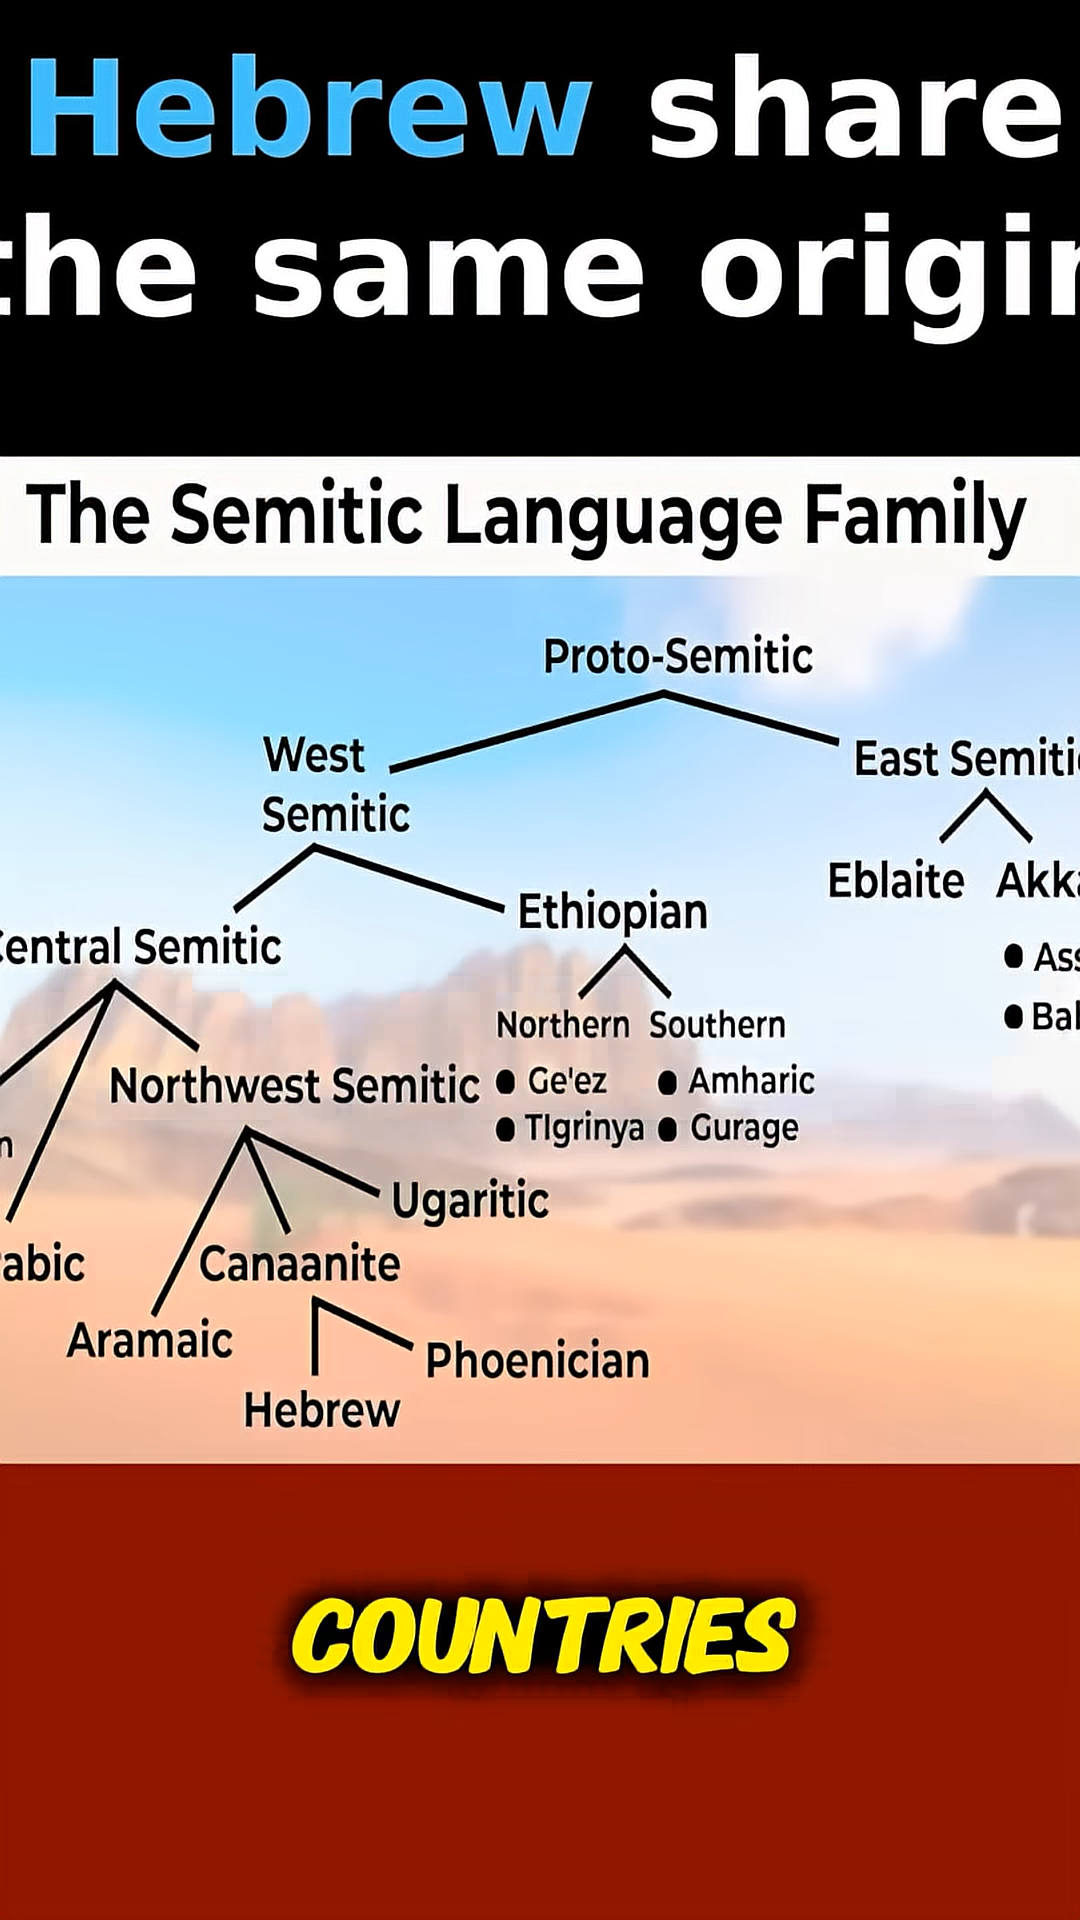 Hebrew share
the same origin
The Semitic Language Family
Proto-Semitic
West
Semitic
East Semitic
Eblaite
Ethiopian
Central Semitic
Northern Southern
Northwest Semitic
● Ge'ez ● Amharic
● TIgrinya ● Gurage
Ugaritic
Canaanite
Aramaic
Phoenician
Hebrew
COUNTRIES